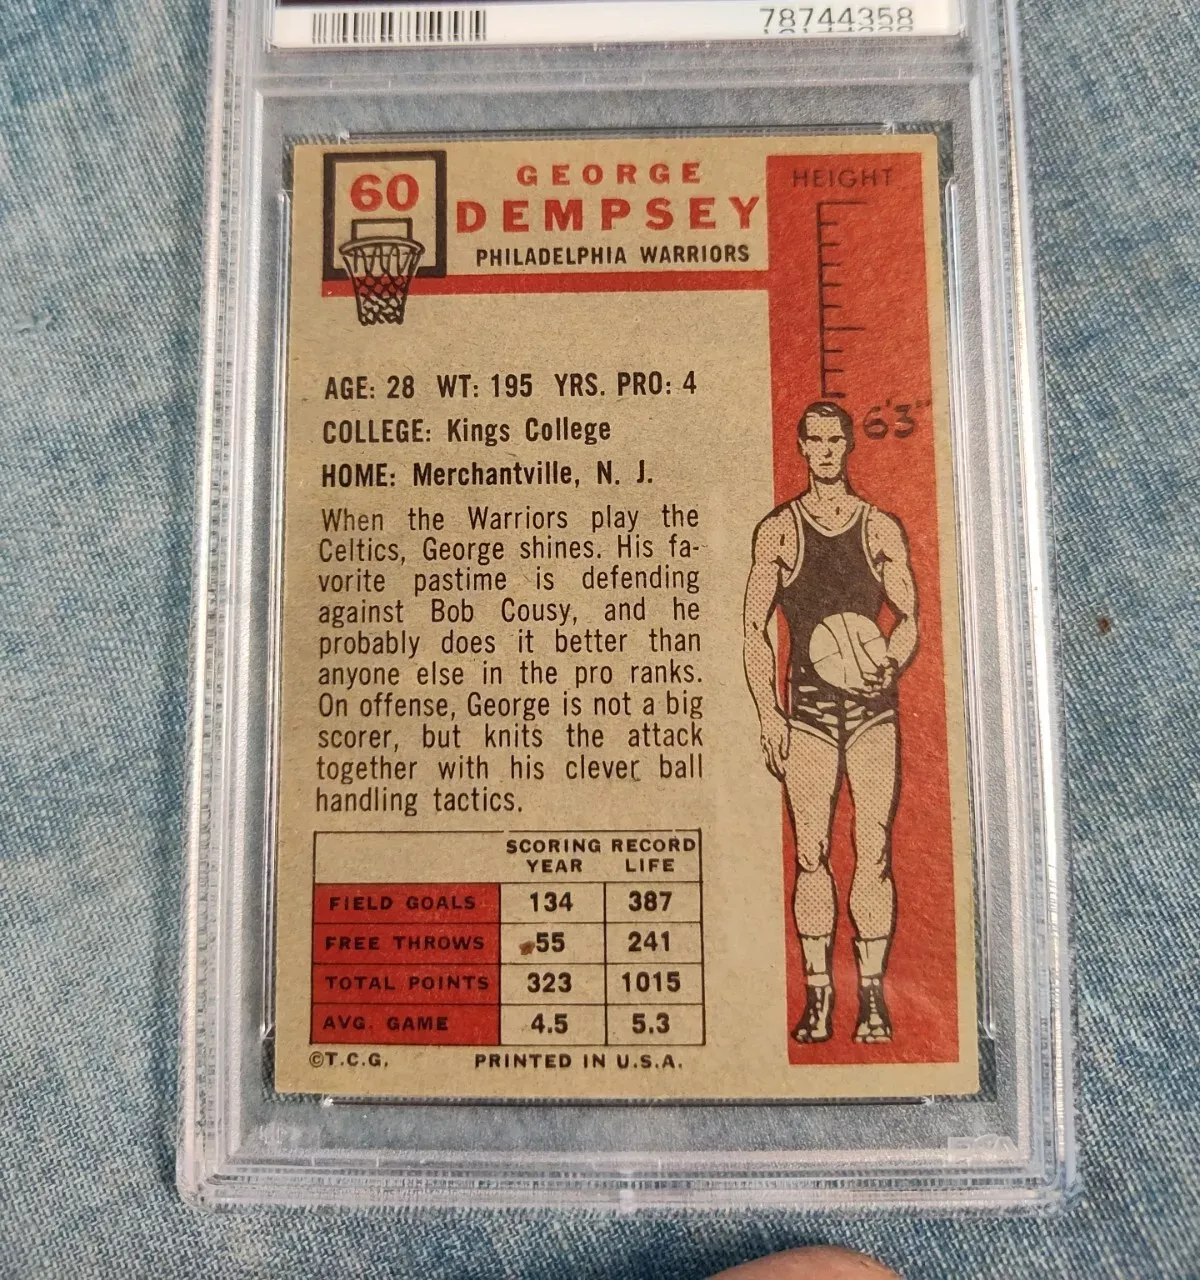 78744358
60
GEORGE
DEMPSEY
PHILADELPHIA WARRIORS
HEIGHT
6'3"
AGE: 28 WT: 195 YRS. PRO: 4
COLLEGE: Kings College
HOME: Merchantville, N. J.
When the Warriors play the
Celtics, George shines. His fa-
vorite pastime is defending
against Bob Cousy, and he
probably does it better than
anyone else in the pro ranks.
On offense, George is not a big
scorer, but knits the attack
together with his clever ball
handling tactics.
SCORING RECORD
YEAR LIFE
FIELD GOALS 134 387
FREE THROWS 55 241
TOTAL POINTS 323 1015
AVG. GAME 4.5 5.3
©T.C.G. PRINTED IN U.S.A.